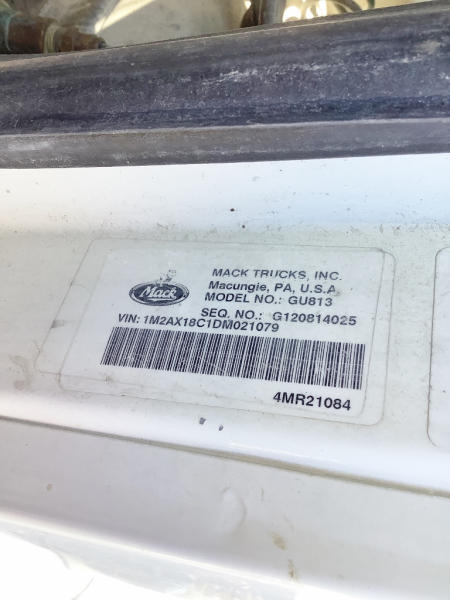 Mack
MACK TRUCKS, INC.
Macungie, PA, U.S.A
MODEL NO.: GU813
SEQ. NO.: G120814025
VIN: 1M2AX18C1DM021079
4MR21084